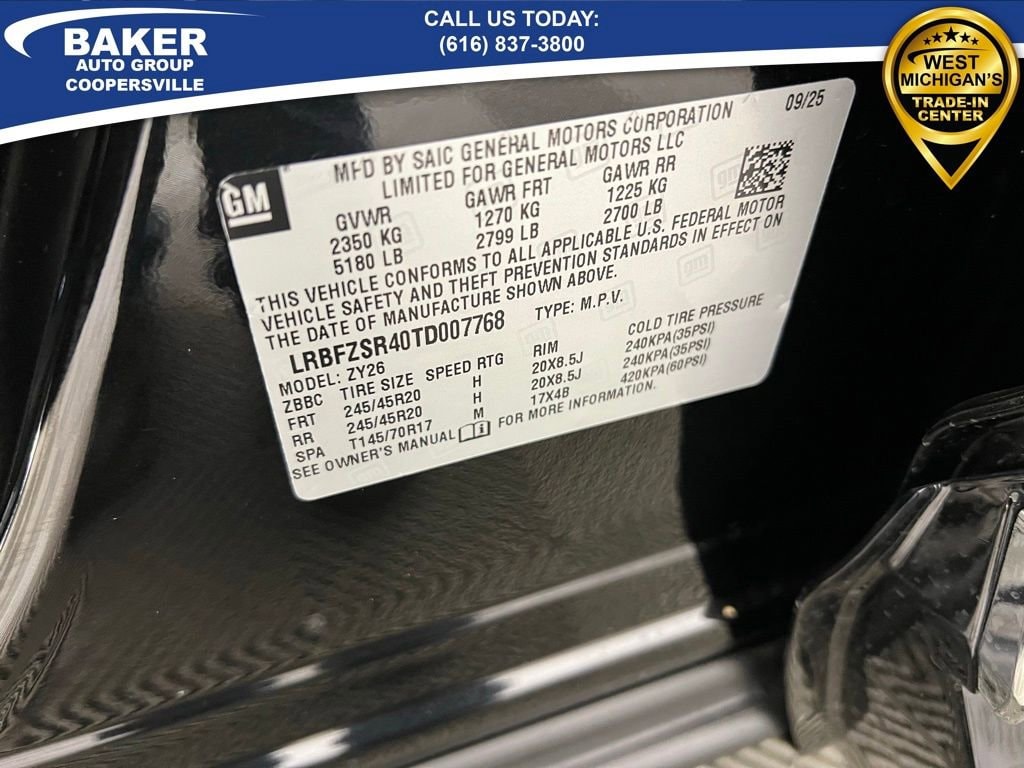 BAKER
AUTO GROUP
COOPERSVILLE
CALL US TODAY:
(616) 837-3800
WEST
MICHIGAN'S
TRADE-IN
CENTER
GM
MFD BY SAIC GENERAL MOTORS CORPORATION 09/25
LIMITED FOR GENERAL MOTORS LLC
GVWR GAWR FRT GAWR RR
2350 KG 1270 KG 1225 KG
5180 LB 2799 LB 2700 LB
THIS VEHICLE CONFORMS TO ALL APPLICABLE U.S. FEDERAL MOTOR
VEHICLE SAFETY AND THEFT PREVENTION STANDARDS IN EFFECT ON
THE DATE OF MANUFACTURE SHOWN ABOVE.
LRBFZSR40TD007768 TYPE: M.P.V.
MODEL: ZY26
ZBBC TIRE SIZE SPEED RTG RIM COLD TIRE PRESSURE
FRT 245/45R20 H 20X8.5J 240KPA(35PSI)
RR 245/45R20 H 20X8.5J 240KPA(35PSI)
SPA T145/70R17 M 17X4B 420KPA(60PSI)
SEE OWNER'S MANUAL FOR MORE INFORMATION.